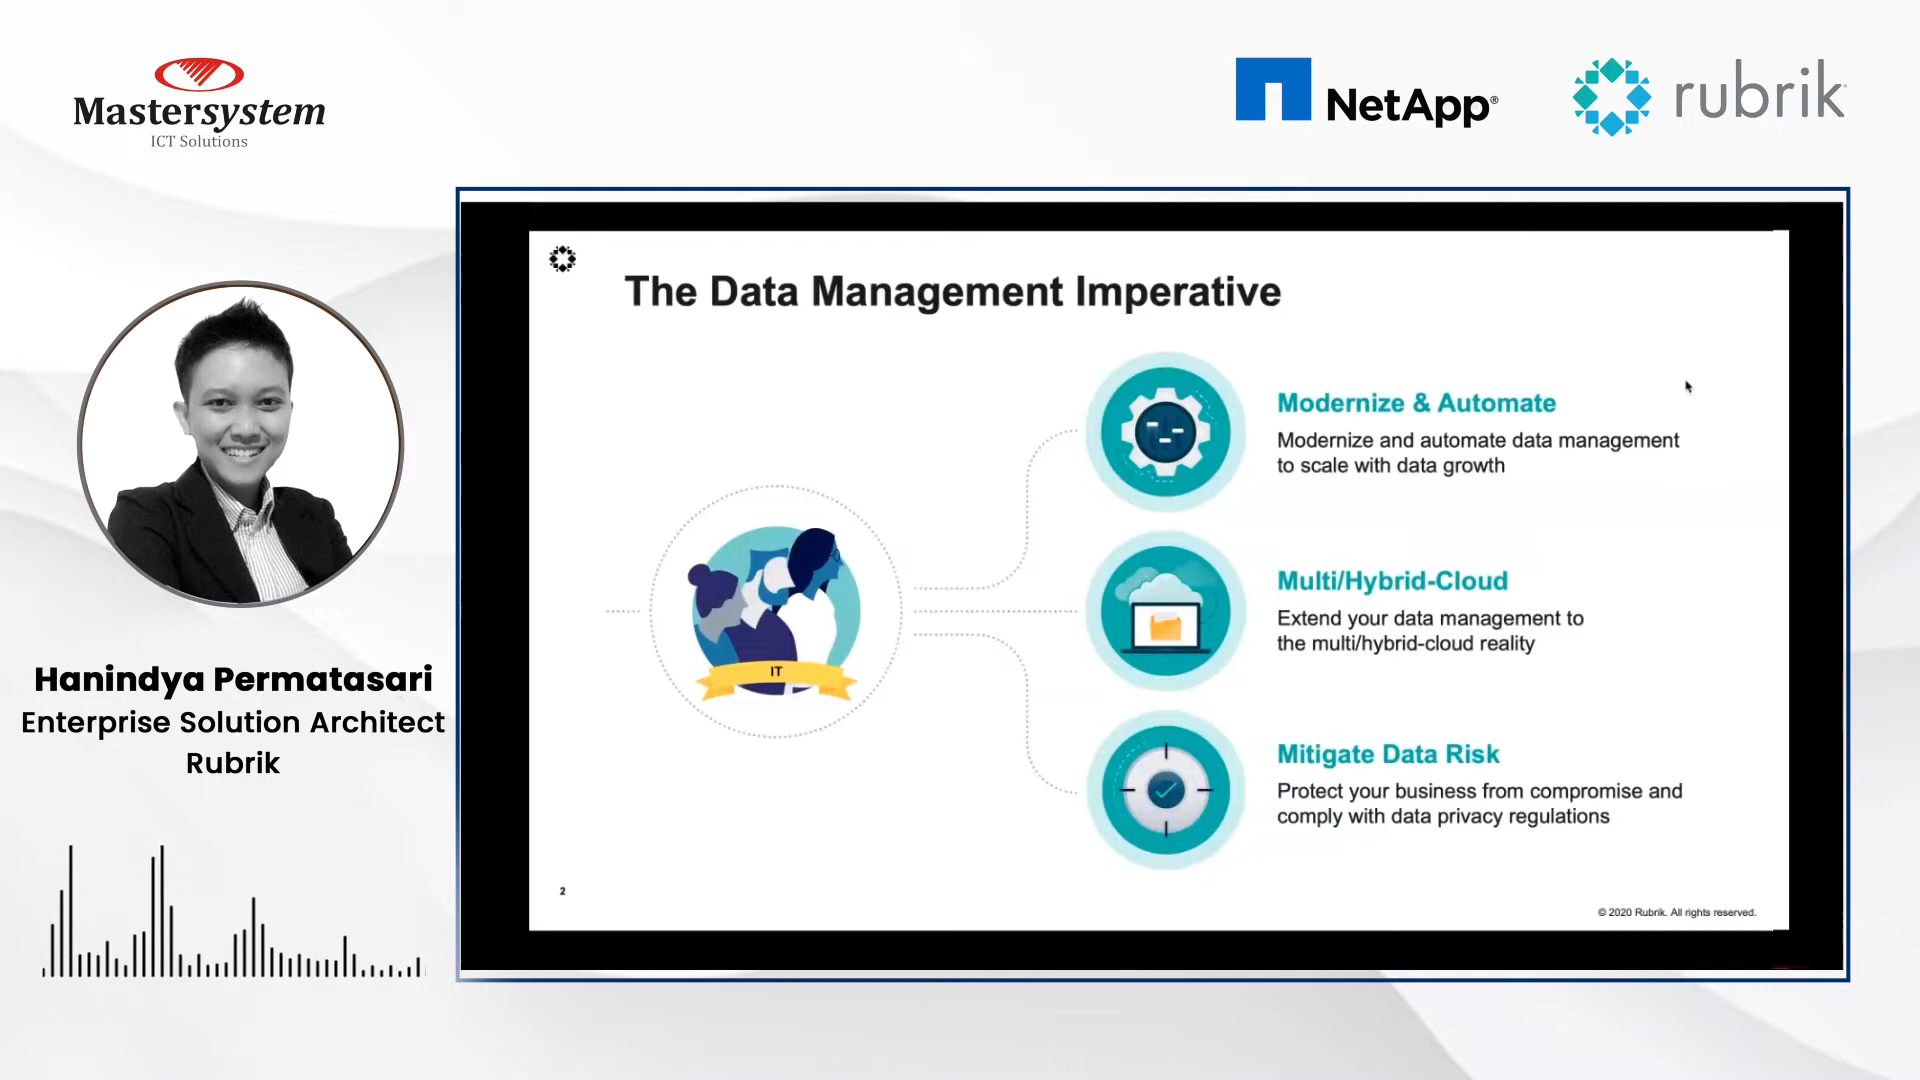 Mastersystem
ICT Solutions
NetApp®
rubrik
The Data Management Imperative
Modernize & Automate
Modernize and automate data management
to scale with data growth
IT
Multi/Hybrid-Cloud
Extend your data management to
the multi/hybrid-cloud reality
Mitigate Data Risk
Protect your business from compromise and
comply with data privacy regulations
2
© 2020 Rubrik. All rights reserved.
Hanindya Permatasari
Enterprise Solution Architect
Rubrik